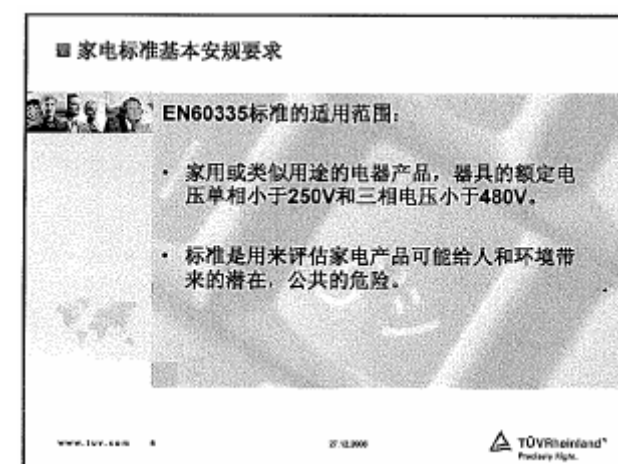 家电标准基本安规要求
EN60335标准的适用范围：
· 家用或类似用途的电器产品，器具的额定电
压单相小于250V和三相电压小于480V。
· 标准是用来评估家电产品可能给人和环境带
来的潜在，公共的危险。
www.tuv.com
TÜVRheinland
Precisely Right.